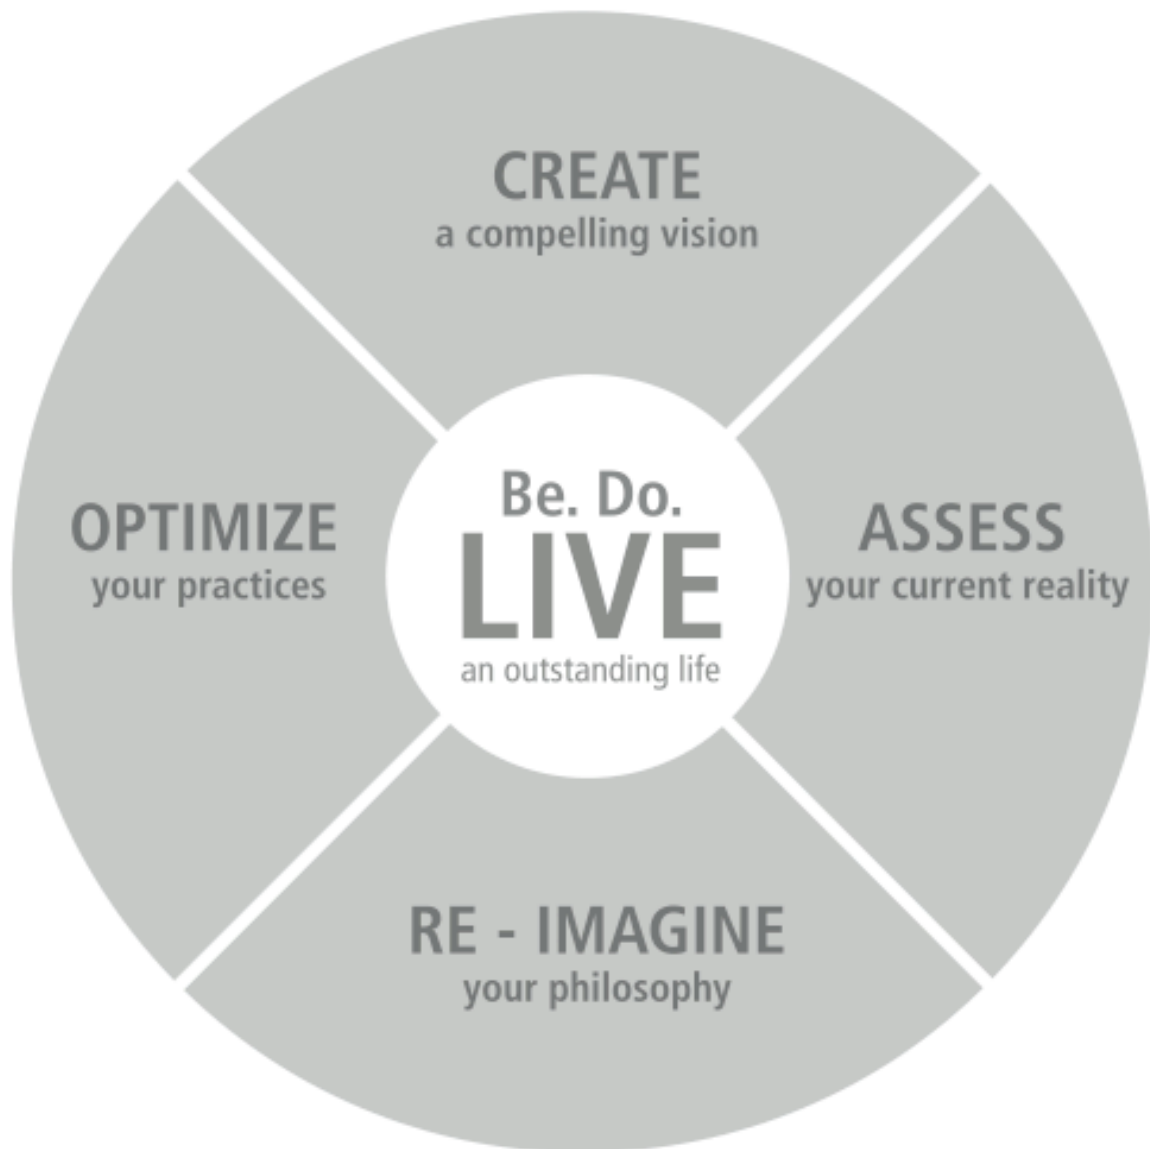 CREATE
a compelling vision
OPTIMIZE
your practices
Be. Do.
LIVE
an outstanding life
ASSESS
your current reality
RE - IMAGINE
your philosophy